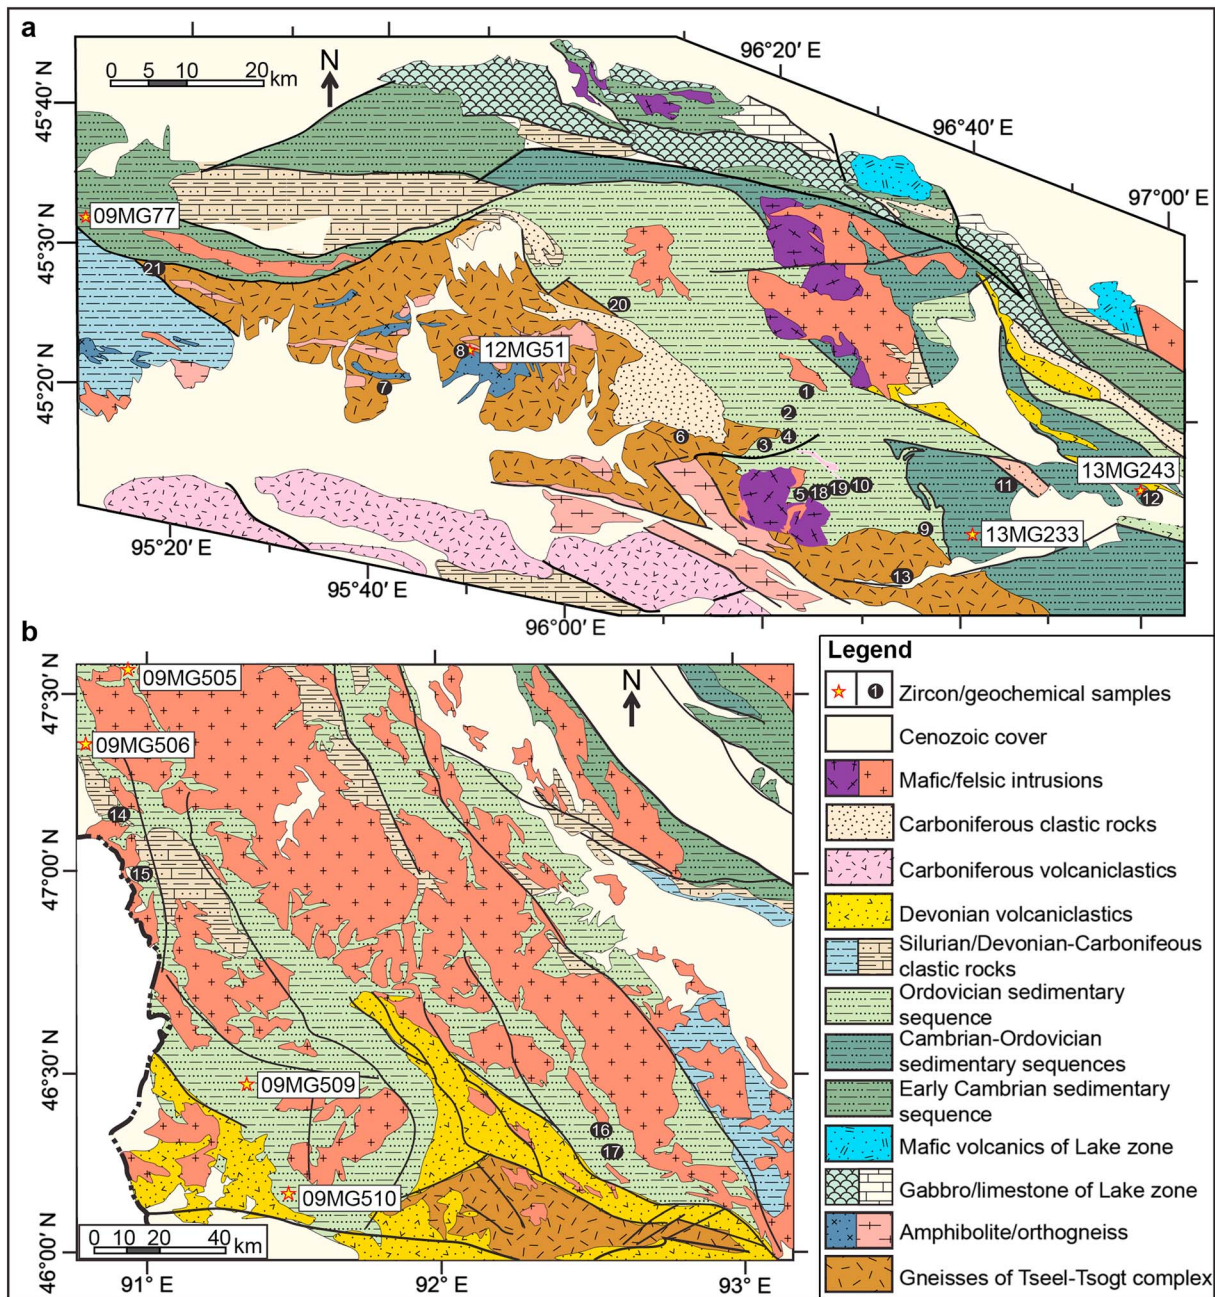 a
N
0 5 10 20 km
96°20′ E
96°40′ E
97°00′ E
45°40′ N
45°30′ N
45°20′ N
09MG77
21
20
8
12MG51
7
1
2
6
3
4
5
18
19
10
11
13MG243
12
9
13MG233
13
95°20′ E
95°40′ E
96°00′ E
b
N
47°30′ N
47°00′ N
46°30′ N
46°00′ N
09MG505
09MG506
14
15
09MG509
16
17
09MG510
0 10 20 40 km
91° E
92° E
93° E
Legend
1 Zircon/geochemical samples
Cenozoic cover
Mafic/felsic intrusions
Carboniferous clastic rocks
Carboniferous volcaniclastics
Devonian volcaniclastics
Silurian/Devonian-Carbonifeous
clastic rocks
Ordovician sedimentary
sequence
Cambrian-Ordovician
sedimentary sequences
Early Cambrian sedimentary
sequence
Mafic volcanics of Lake zone
Gabbro/limestone of Lake zone
Amphibolite/orthogneiss
Gneisses of Tseel-Tsogt complex